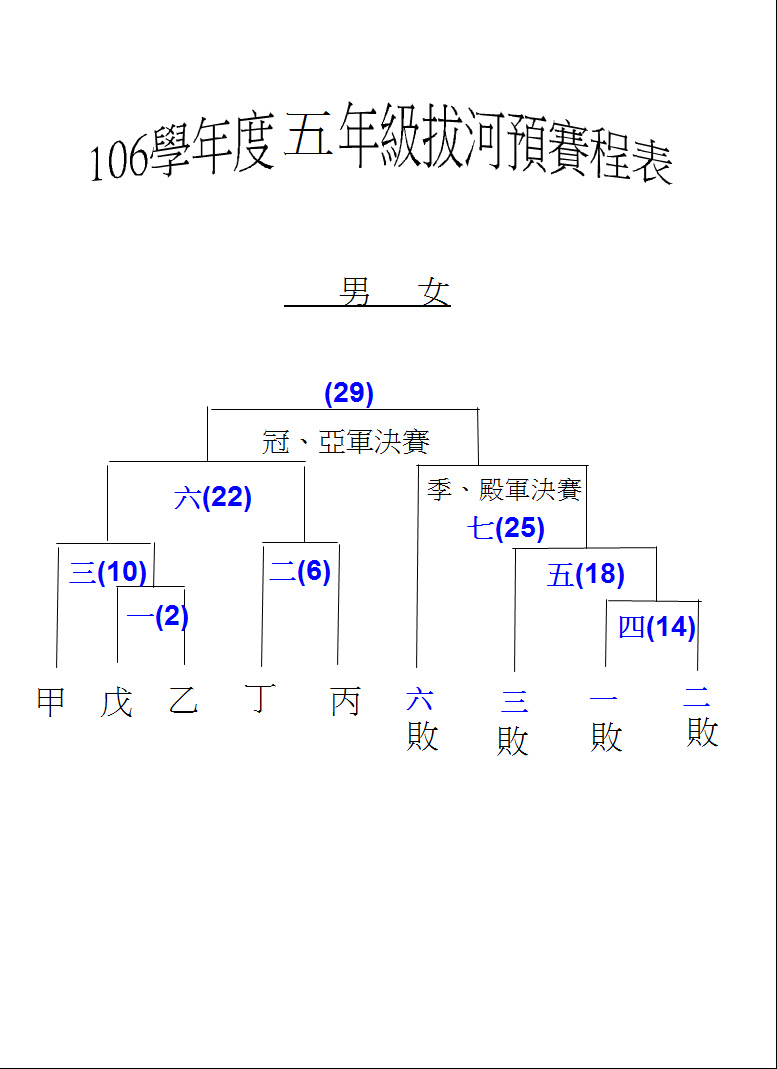 106學年度五年級拔河預賽程表
男 女
(29)
冠、亞軍決賽
六(22)
季、殿軍決賽
七(25)
三(10)
二(6)
五(18)
一(2)
四(14)
甲 戊 乙 丁 丙 六敗 三敗 一敗 二敗